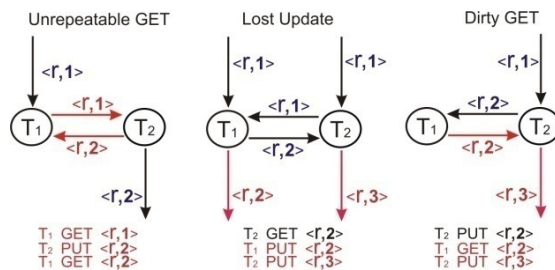 Unrepeatable GET
<r,1>
<r,1>
T1
T2
<r,2>
<r,2>
T1 GET <r,1>
T2 PUT <r,2>
T1 GET <r,2>
Lost Update
<r,1>
<r,1>
<r,1>
T1
T2
<r,2>
<r,2>
<r,3>
T2 GET <r,2>
T1 PUT <r,2>
T2 PUT <r,3>
Dirty GET
<r,1>
<r,2>
T1
T2
<r,2>
<r,3>
T2 PUT <r,2>
T1 GET <r,2>
T2 PUT <r,3>